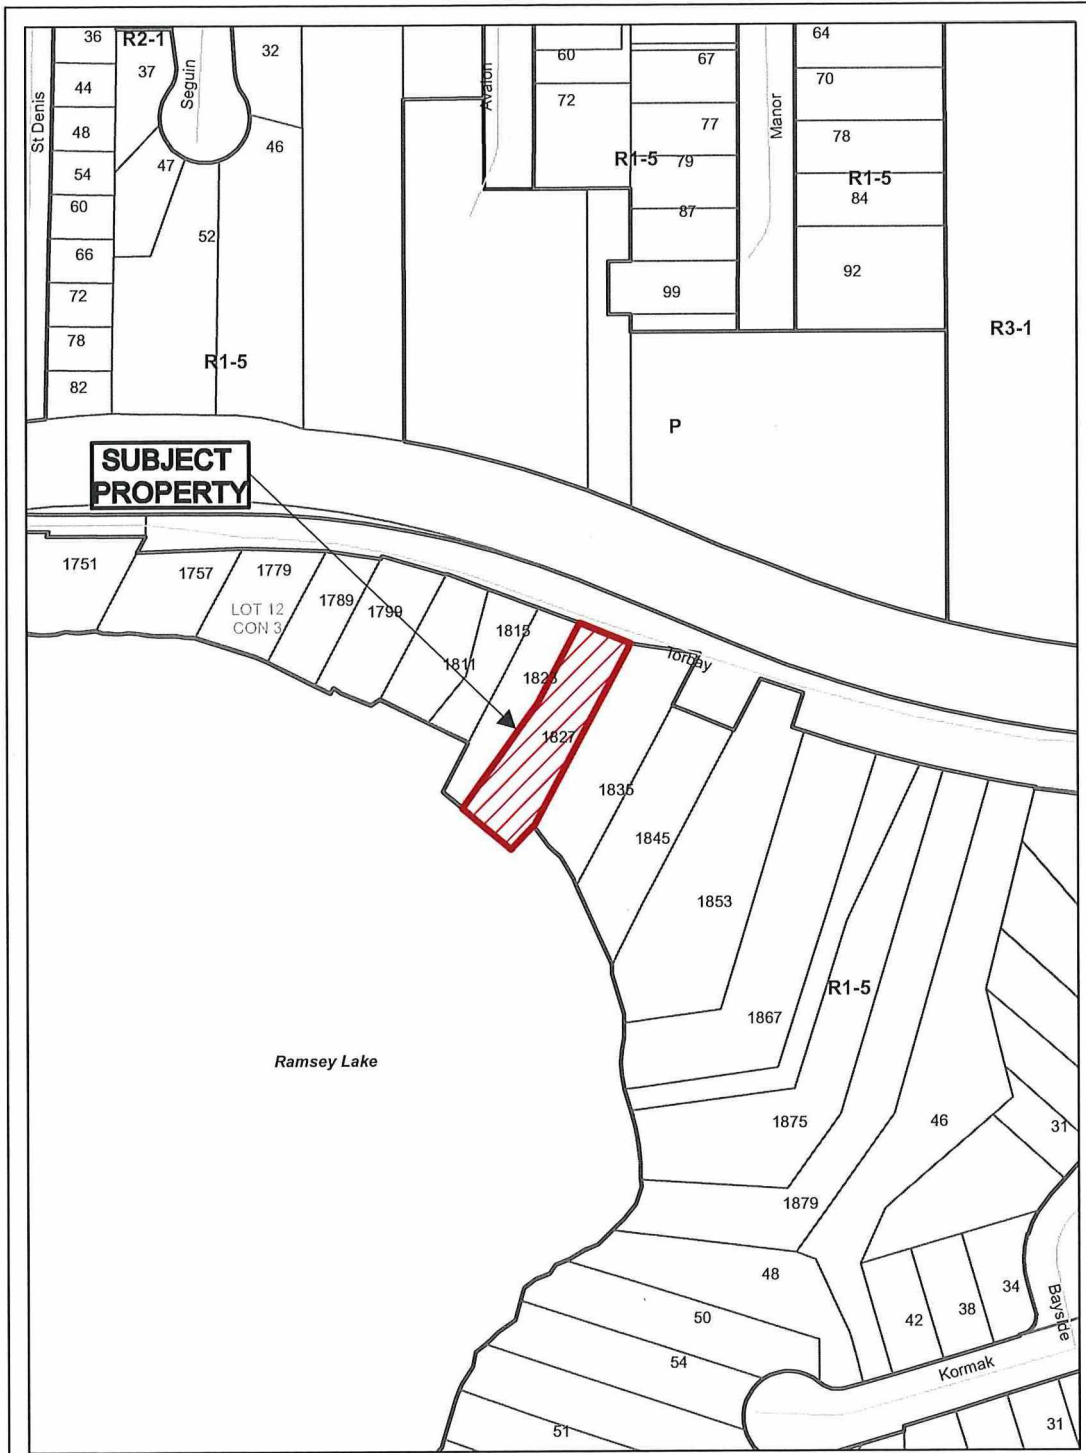 36
R2-1
37
Seguin
32
44
St Denis
48
46
47
54
60
52
66
72
78
82
R1-5
Avalon
60
72
67
77
R1-5
79
87
99
Manor
64
70
78
R1-5
84
92
R3-1
P
SUBJECT
PROPERTY
1751
1757
1779
LOT 12
CON 3
1789
1799
1811
1815
1823
1827
Torbay
1835
1845
1853
R1-5
1867
Ramsey Lake
1875
46
31
1879
48
50
54
51
42
38
34
Bayside
Kormak
31